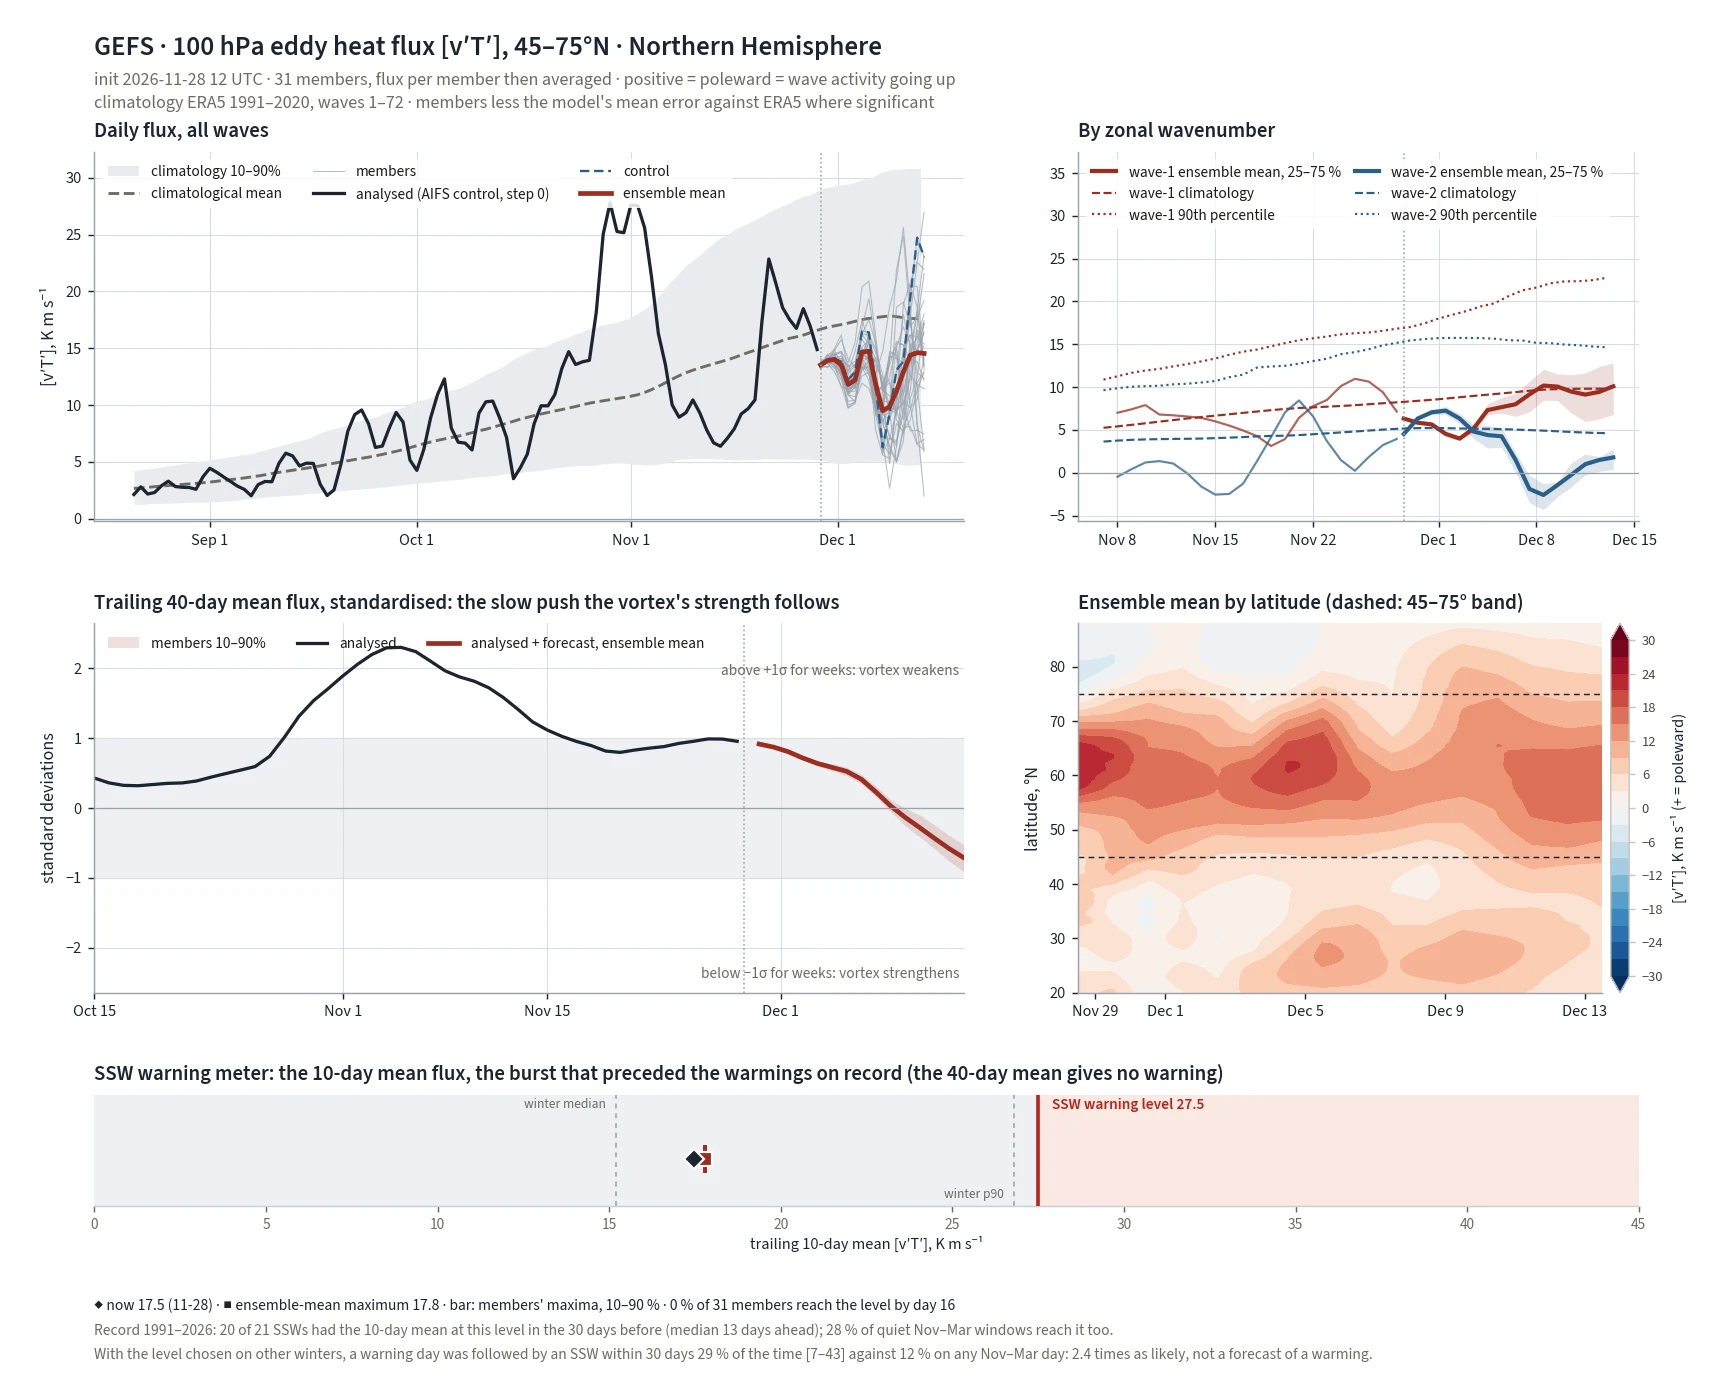 GEFS · 100 hPa eddy heat flux [v′T′], 45–75°N · Northern Hemisphere
init 2026-11-28 12 UTC · 31 members, flux per member then averaged · positive = poleward = wave activity going up
climatology ERA5 1991–2020, waves 1–72 · members less the model's mean error against ERA5 where significant
Daily flux, all waves
climatology 10–90%
members
control
climatological mean
analysed (AIFS control, step 0)
ensemble mean
30
25
20
15
10
5
0
[v′T′], K m s⁻¹
Sep 1
Oct 1
Nov 1
Dec 1
By zonal wavenumber
wave-1 ensemble mean, 25–75 %
wave-2 ensemble mean, 25–75 %
wave-1 climatology
wave-2 climatology
wave-1 90th percentile
wave-2 90th percentile
35
30
25
20
15
10
5
0
−5
Nov 8
Nov 15
Nov 22
Dec 1
Dec 8
Dec 15
Trailing 40-day mean flux, standardised: the slow push the vortex's strength follows
members 10–90%
analysed
analysed + forecast, ensemble mean
above +1σ for weeks: vortex weakens
below −1σ for weeks: vortex strengthens
2
1
0
−1
−2
standard deviations
Oct 15
Nov 1
Nov 15
Dec 1
Ensemble mean by latitude (dashed: 45–75° band)
80
70
60
50
40
30
20
latitude, °N
Nov 29
Dec 1
Dec 5
Dec 9
Dec 13
30
24
18
12
6
0
−6
−12
−18
−24
−30
[v′T′], K m s⁻¹ (+ = poleward)
SSW warning meter: the 10-day mean flux, the burst that preceded the warmings on record (the 40-day mean gives no warning)
winter median
SSW warning level 27.5
winter p90
0
5
10
15
20
25
30
35
40
45
trailing 10-day mean [v′T′], K m s⁻¹
◆ now 17.5 (11-28) · ■ ensemble-mean maximum 17.8 · bar: members' maxima, 10–90 % · 0 % of 31 members reach the level by day 16
Record 1991–2026: 20 of 21 SSWs had the 10-day mean at this level in the 30 days before (median 13 days ahead); 28 % of quiet Nov–Mar windows reach it too.
With the level chosen on other winters, a warning day was followed by an SSW within 30 days 29 % of the time [7–43] against 12 % on any Nov–Mar day: 2.4 times as likely, not a forecast of a warming.